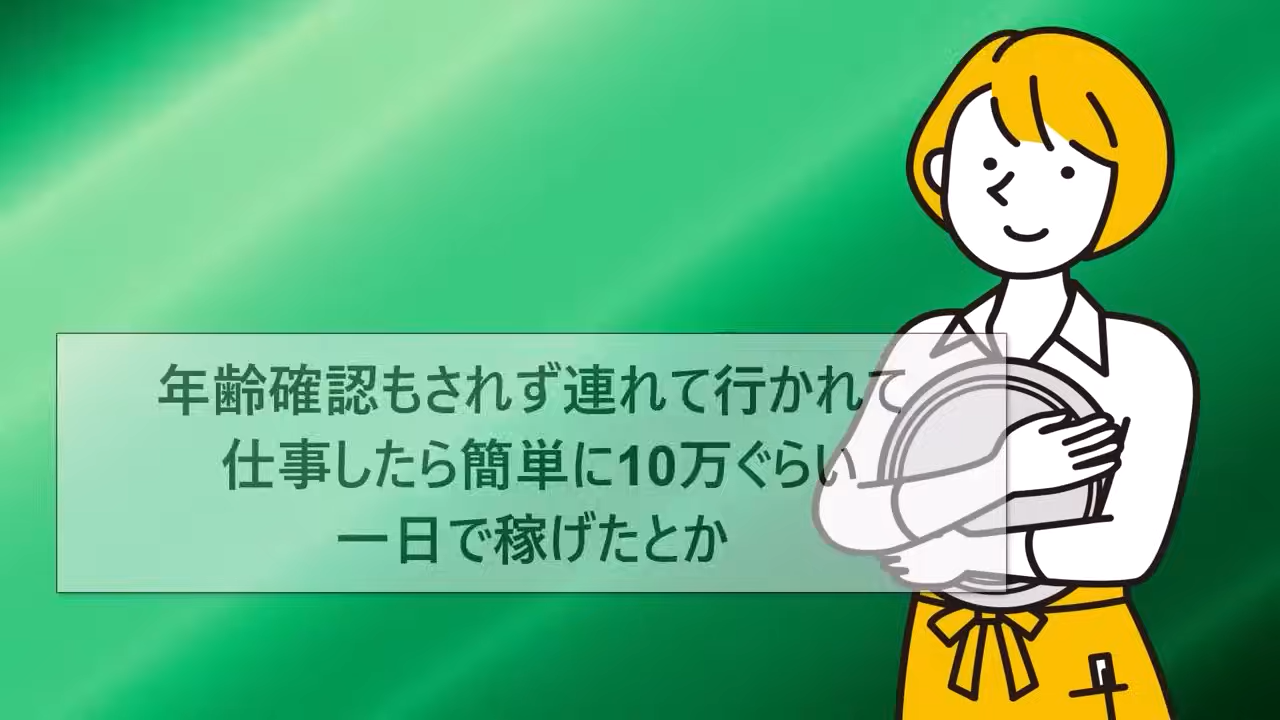 年齢確認もされず連れて行かれて
仕事したら簡単に10万ぐらい
一日で稼げたとか